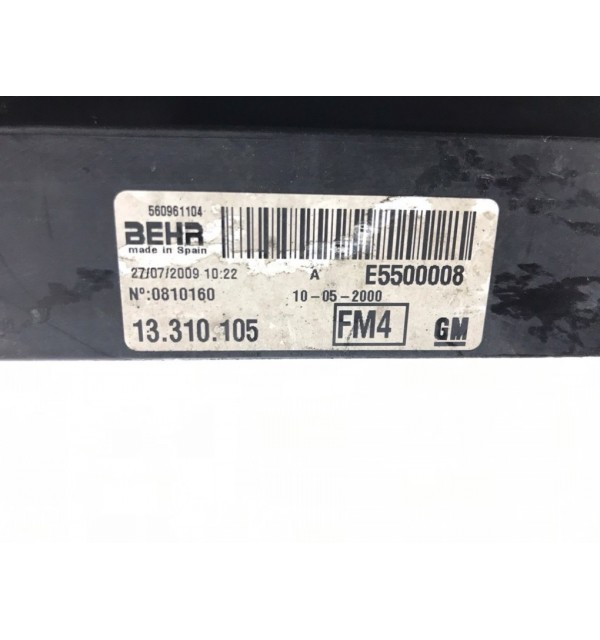 560961104
BEHR
made in Spain
27/07/2009 10:22 A E5500008
Nº:0810160 10-05-2000
13.310.105 FM4 GM